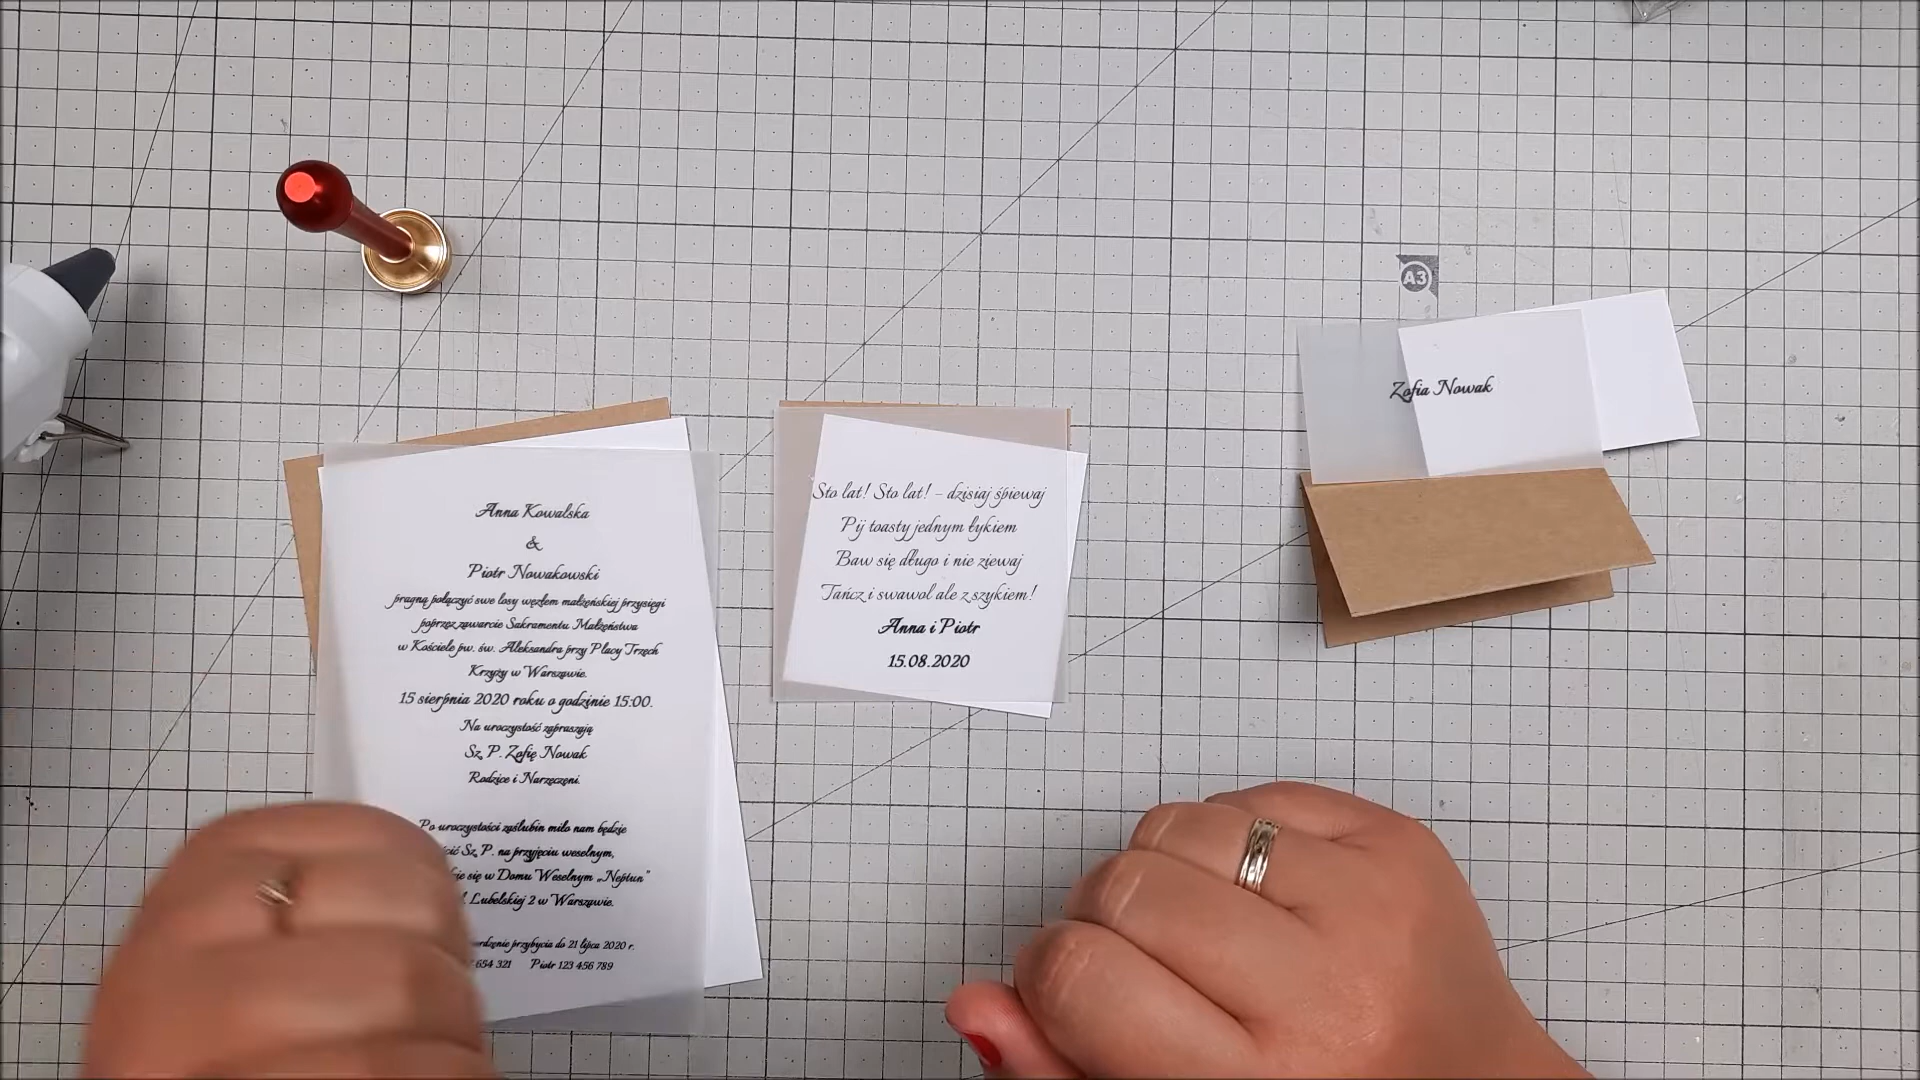 A3
Zofia Nowak
Anna Kowalska
&
Piotr Nowakowski
pragną połączyć swe losy węzłem małżeńskiej przysięgi
poprzez zawarcie Sakramentu Małżeństwa
w Kościele pw. św. Aleksandra przy Placy Trzech
Krzyży w Warszawie.
15 sierpnia 2020 roku o godzinie 15:00.
Na uroczystość zapraszają
Sz. P. Zofię Nowak
Rodzice i Narzeczeni.
Po uroczystości zaślubin miło nam będzie
Sz. P. na przyjęciu weselnym,
się w Domu Weselnym „Neptun”
Lubelskiej 2 w Warszawie.
przybycia do 21 lipca 2020 r.
654 321 Piotr 123 456 789
Sto lat! Sto lat! – dzisiaj śpiewaj
Pij toasty jednym łykiem
Baw się długo i nie ziewaj
Tańcz i swawol ale z szykiem!
Anna i Piotr
15.08.2020